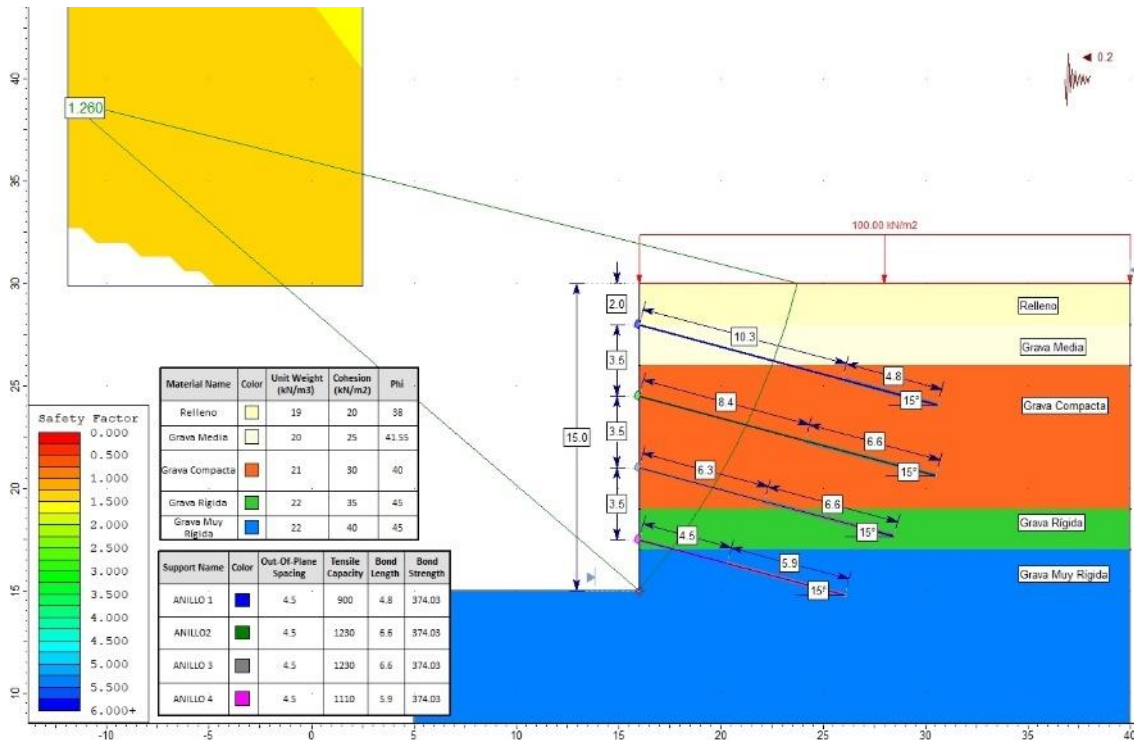 40
35
30
25
20
15
10
-10
-5
0
5
10
15
20
25
30
35
40
1.260
0.2
100.00 kN/m2
Relleno
Grava Media
Grava Compacta
Grava Rígida
Grava Muy Rígida
15.0
2.0
3.5
3.5
3.5
10.3
4.8
15°
8.4
6.6
15°
6.3
6.6
15°
4.5
5.9
15°
Material Name Color Unit Weight (kN/m3) Cohesion (kN/m2) Phi
Relleno 19 20 38
Grava Media 20 25 41.55
Grava Compacta 21 30 40
Grava Rígida 22 35 45
Grava Muy Rígida 22 40 45
Support Name Color Out-Of-Plane Spacing Tensile Capacity Bond Length Bond Strength
ANILLO 1 4.5 900 4.8 374.03
ANILLO2 4.5 1230 6.6 374.03
ANILLO 3 4.5 1230 6.6 374.03
ANILLO 4 4.5 1110 5.9 374.03
Safety Factor
0.000
0.500
1.000
1.500
2.000
2.500
3.000
3.500
4.000
4.500
5.000
5.500
6.000+